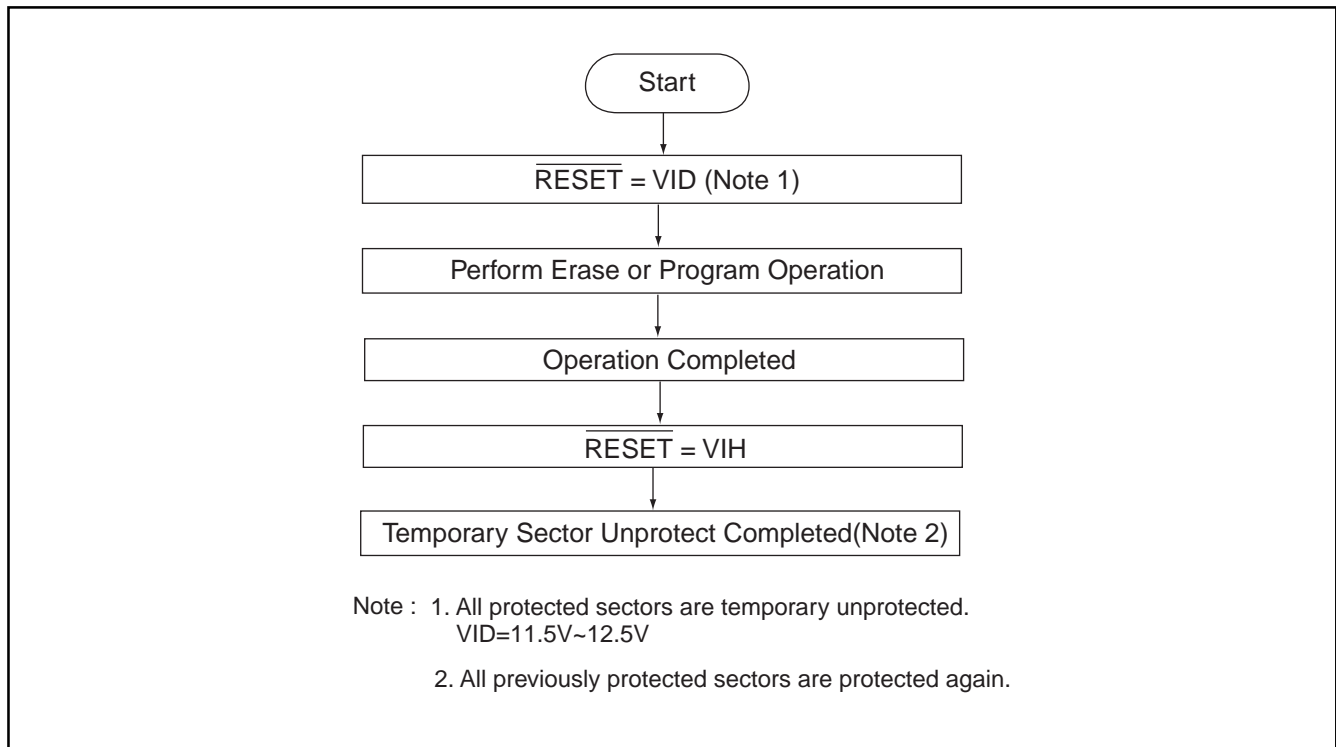 Start
RESET = VID (Note 1)
Perform Erase or Program Operation
Operation Completed
RESET = VIH
Temporary Sector Unprotect Completed(Note 2)
Note : 1. All protected sectors are temporary unprotected.
VID=11.5V~12.5V
2. All previously protected sectors are protected again.